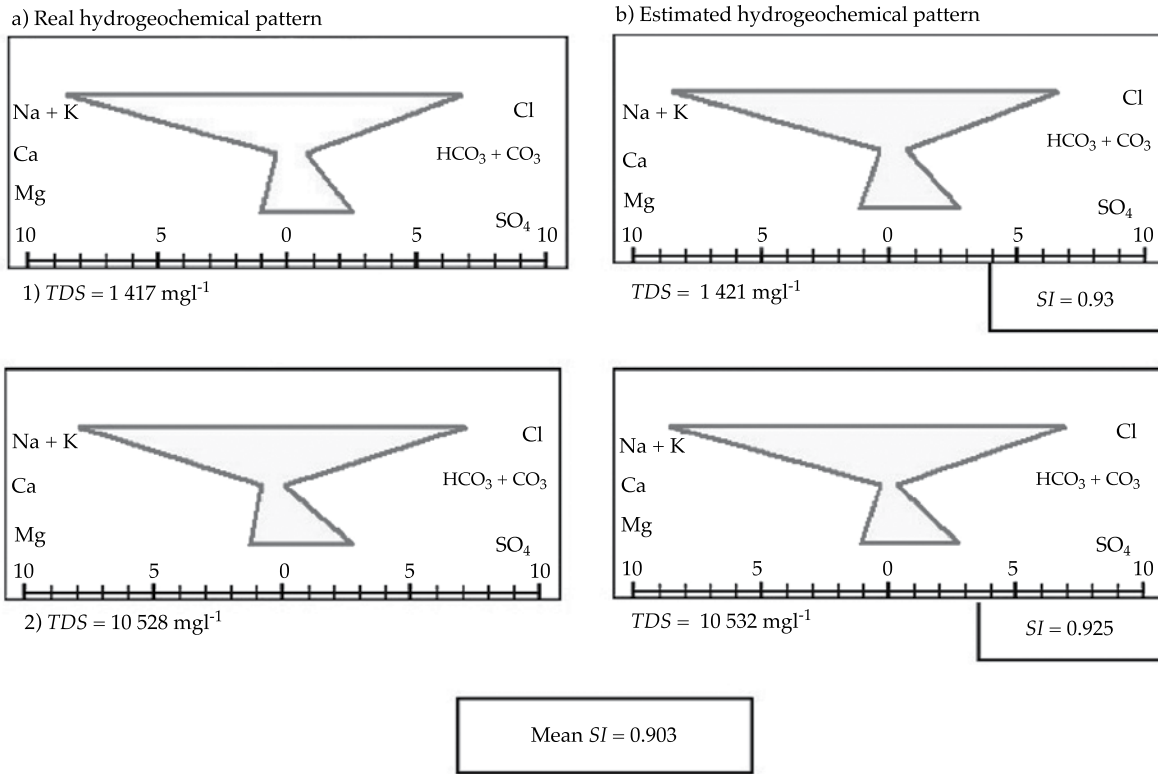 a) Real hydrogeochemical pattern
Na + K
Cl
Ca
HCO₃ + CO₃
Mg
SO₄
10 5 0 5 10
1) TDS = 1 417 mgl⁻¹
b) Estimated hydrogeochemical pattern
Na + K
Cl
HCO₃ + CO₃
Ca
Mg
SO₄
10 5 0 5 10
TDS = 1 421 mgl⁻¹
SI = 0.93
Na + K
Cl
Ca
HCO₃ + CO₃
Mg
SO₄
10 5 0 5 10
2) TDS = 10 528 mgl⁻¹
Na + K
Cl
Ca
HCO₃ + CO₃
Mg
SO₄
10 5 0 5 10
TDS = 10 532 mgl⁻¹
SI = 0.925
Mean SI = 0.903